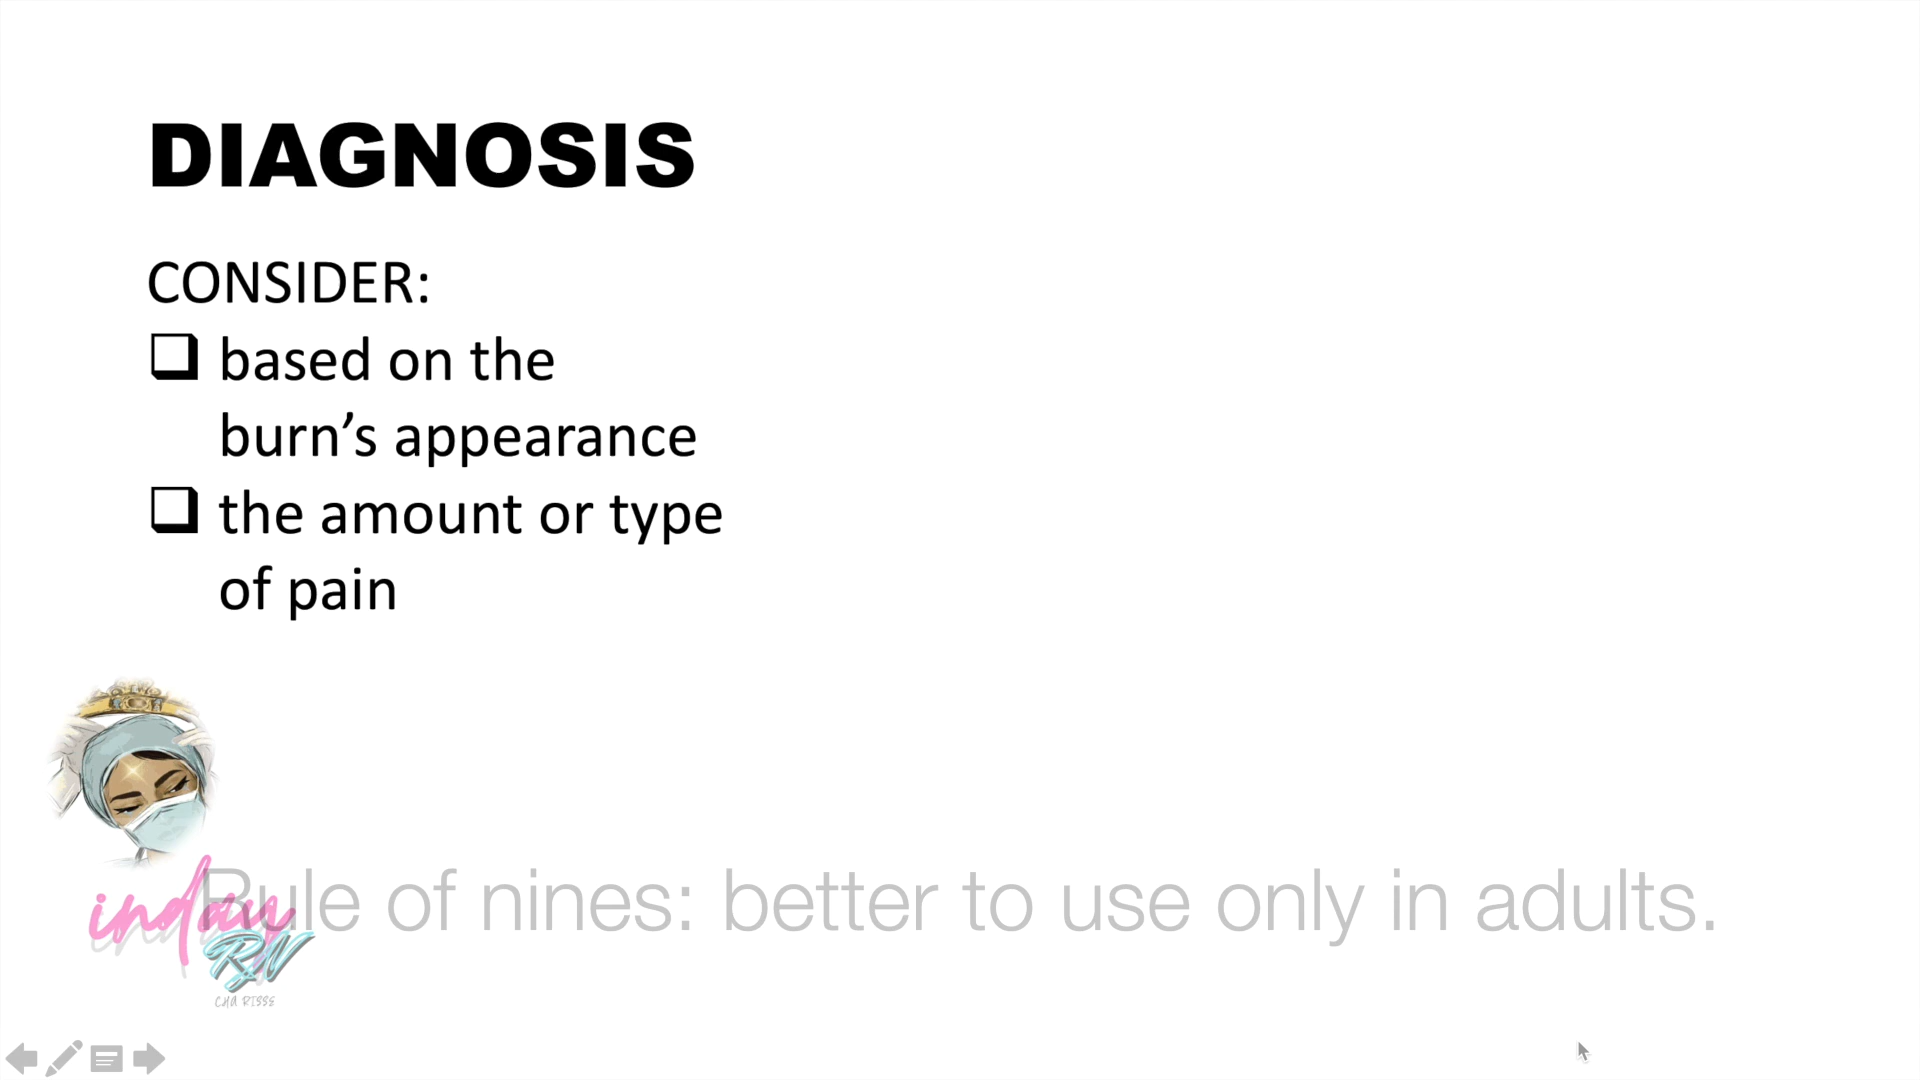 DIAGNOSIS
CONSIDER:
based on the
burn’s appearance
the amount or type
of pain
Rule of nines: better to use only in adults.
inday
RN
CHA RISSE